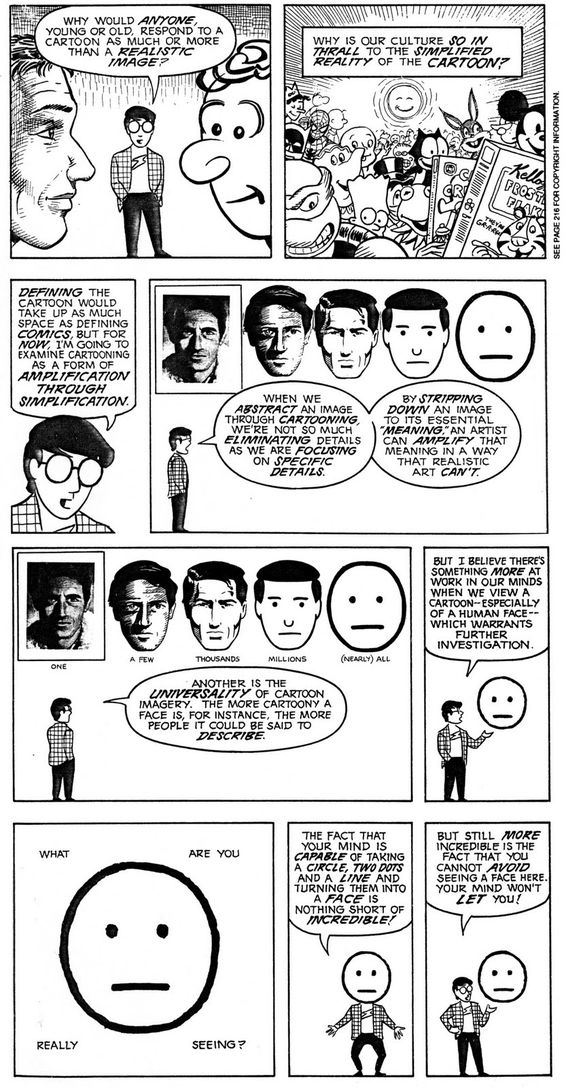 WHY WOULD ANYONE,
YOUNG OR OLD, RESPOND TO A
CARTOON AS MUCH OR MORE
THAN A REALISTIC
IMAGE?
WHY IS OUR CULTURE SO IN
THRALL TO THE SIMPLIFIED
REALITY OF THE CARTOON?
Kello
FROST
FLAK
THEY'RE
SEE PAGE 216 FOR COPYRIGHT INFORMATION.
DEFINING THE
CARTOON WOULD
TAKE UP AS MUCH
SPACE AS DEFINING
COMICS, BUT FOR
NOW, I'M GOING TO
EXAMINE CARTOONING
AS A FORM OF
AMPLIFICATION
THROUGH
SIMPLIFICATION.
WHEN WE
ABSTRACT AN IMAGE
THROUGH CARTOONING,
WE'RE NOT SO MUCH
ELIMINATING DETAILS
AS WE ARE FOCUSING
ON SPECIFIC
DETAILS.
BY STRIPPING
DOWN AN IMAGE
TO ITS ESSENTIAL
"MEANING," AN ARTIST
CAN AMPLIFY THAT
MEANING IN A WAY
THAT REALISTIC
ART CAN'T.
ONE
A FEW
THOUSANDS
MILLIONS
(NEARLY) ALL
ANOTHER IS THE
UNIVERSALITY OF CARTOON
IMAGERY. THE MORE CARTOONY A
FACE IS, FOR INSTANCE, THE MORE
PEOPLE IT COULD BE SAID TO
DESCRIBE.
BUT I BELIEVE THERE'S
SOMETHING MORE AT
WORK IN OUR MINDS
WHEN WE VIEW A
CARTOON--ESPECIALLY
OF A HUMAN FACE--
WHICH WARRANTS
FURTHER
INVESTIGATION.
WHAT
ARE YOU
REALLY
SEEING?
THE FACT THAT
YOUR MIND IS
CAPABLE OF TAKING
A CIRCLE, TWO DOTS
AND A LINE AND
TURNING THEM INTO
A FACE IS
NOTHING SHORT OF
INCREDIBLE!
BUT STILL MORE
INCREDIBLE IS THE
FACT THAT YOU
CANNOT AVOID
SEEING A FACE HERE.
YOUR MIND WON'T
LET YOU!